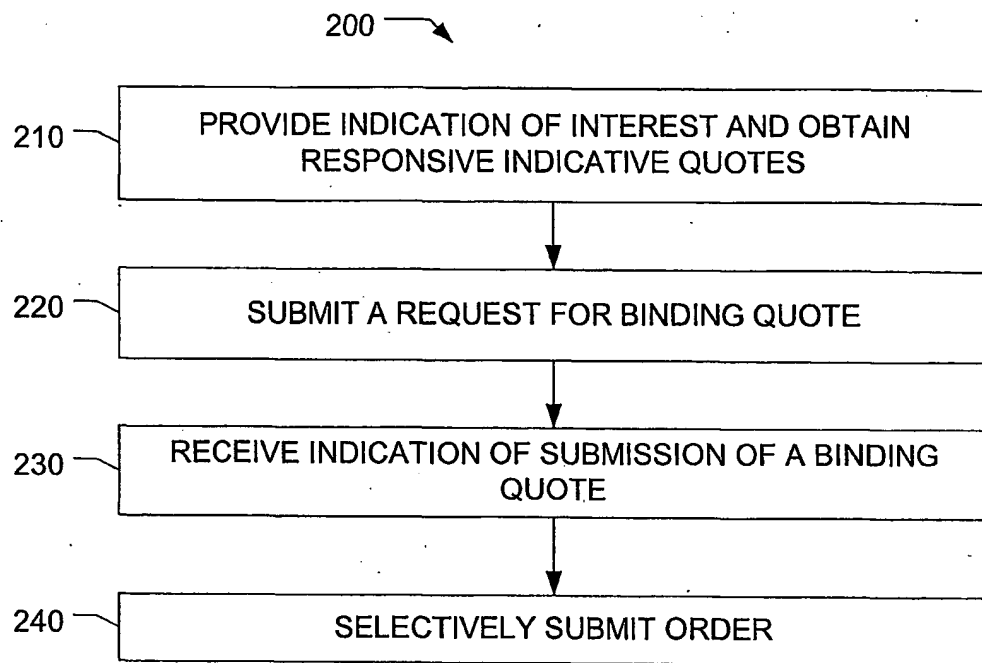 200
210
PROVIDE INDICATION OF INTEREST AND OBTAIN
RESPONSIVE INDICATIVE QUOTES
220
SUBMIT A REQUEST FOR BINDING QUOTE
230
RECEIVE INDICATION OF SUBMISSION OF A BINDING
QUOTE
240
SELECTIVELY SUBMIT ORDER